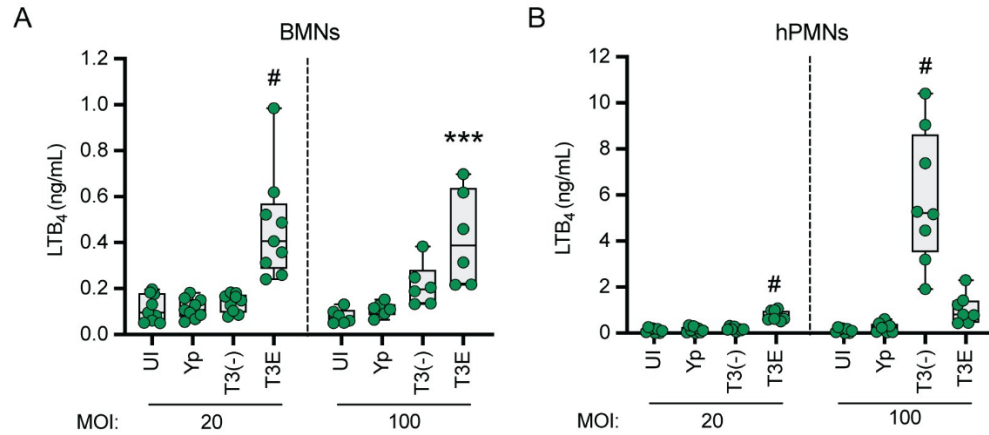 A
BMNs
LTB₄ (ng/mL)
1.2
1.0
0.8
0.6
0.4
0.2
0.0
#
***
UI
Yp
T3(-)
T3E
UI
Yp
T3(-)
T3E
MOI:
20
100
B
hPMNs
LTB₄ (ng/mL)
12
10
8
6
4
2
0
#
#
UI
Yp
T3(-)
T3E
UI
Yp
T3(-)
T3E
MOI:
20
100